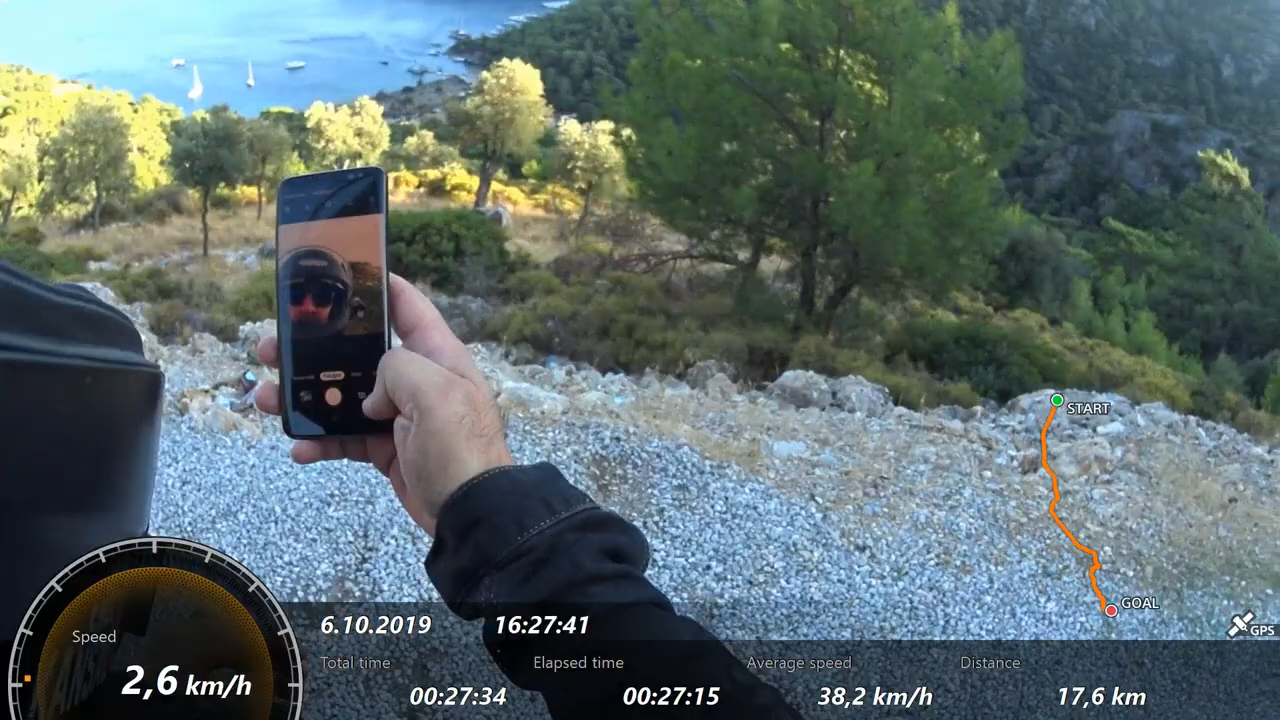 START
GOAL
GPS
6.10.2019 16:27:41
Speed
2,6 km/h
Total time Elapsed time Average speed Distance
00:27:34 00:27:15 38,2 km/h 17,6 km